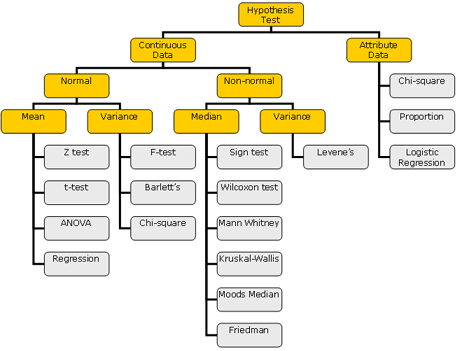 Hypothesis
Test
Continuous
Data
Attribute
Data
Normal
Non-normal
Chi-square
Mean
Variance
Median
Variance
Proportion
Z test
F-test
Sign test
Levene's
Logistic
Regression
t-test
Barlett's
Wilcoxon test
ANOVA
Chi-square
Mann Whitney
Regression
Kruskal-Wallis
Moods Median
Friedman